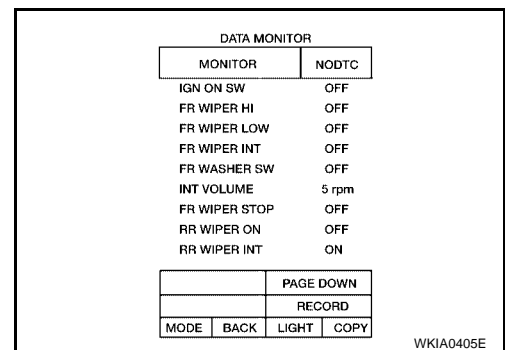 DATA MONITOR
MONITOR NODTC
IGN ON SW OFF
FR WIPER HI OFF
FR WIPER LOW OFF
FR WIPER INT OFF
FR WASHER SW OFF
INT VOLUME 5 rpm
FR WIPER STOP OFF
RR WIPER ON OFF
RR WIPER INT ON
PAGE DOWN
RECORD
MODE BACK LIGHT COPY
WKIA0405E